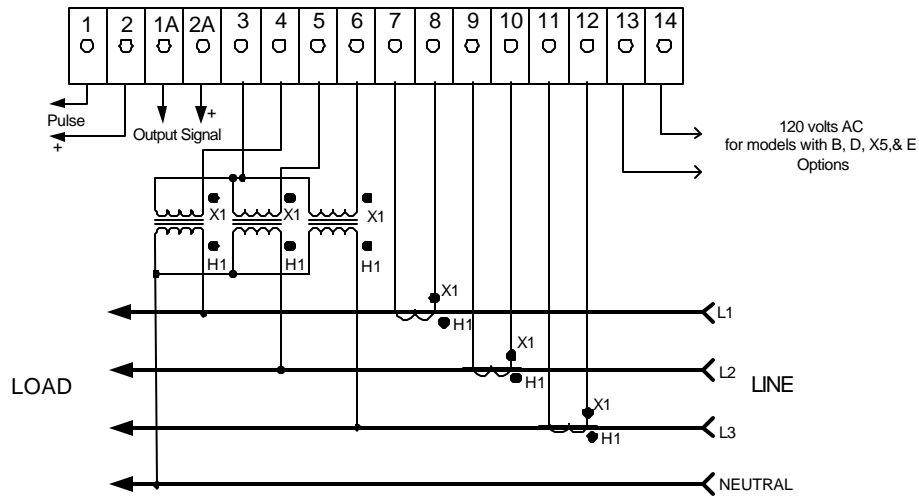 1 2 1A 2A 3 4 5 6 7 8 9 10 11 12 13 14
Pulse
+
+
Output Signal
120 volts AC
for models with B, D, X5,& E
Options
X1 X1 X1
H1 H1 H1
X1
H1
L1
X1
H1
L2
LOAD
LINE
X1
H1
L3
NEUTRAL